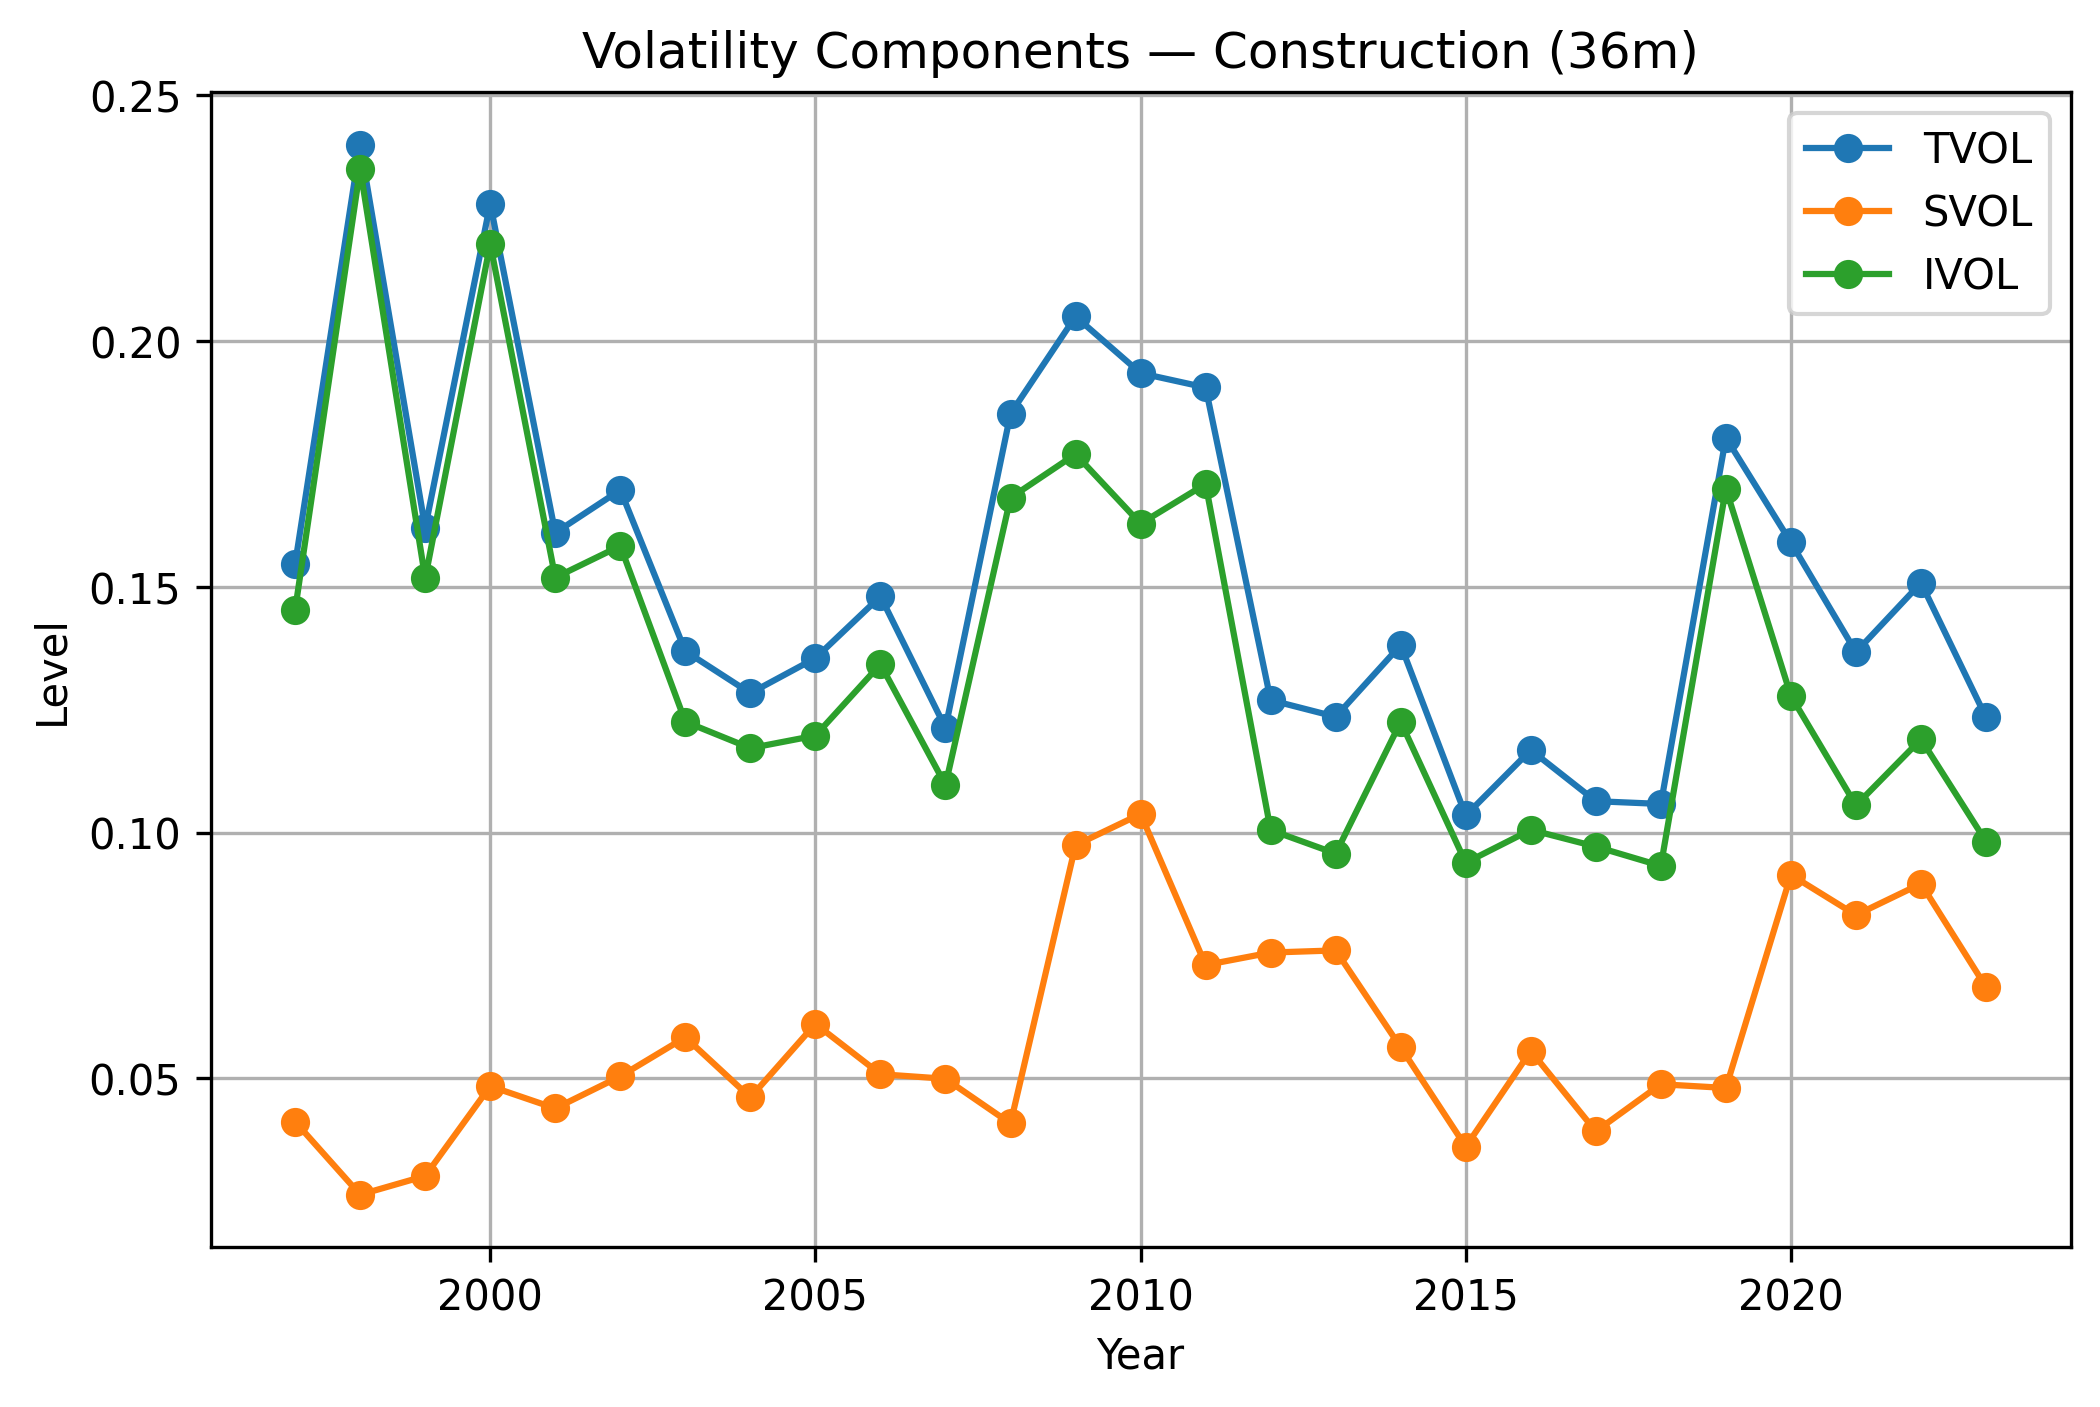 Volatility Components — Construction (36m)
0.25
0.20
0.15
0.10
0.05
Level
TVOL
SVOL
IVOL
2000 2005 2010 2015 2020
Year